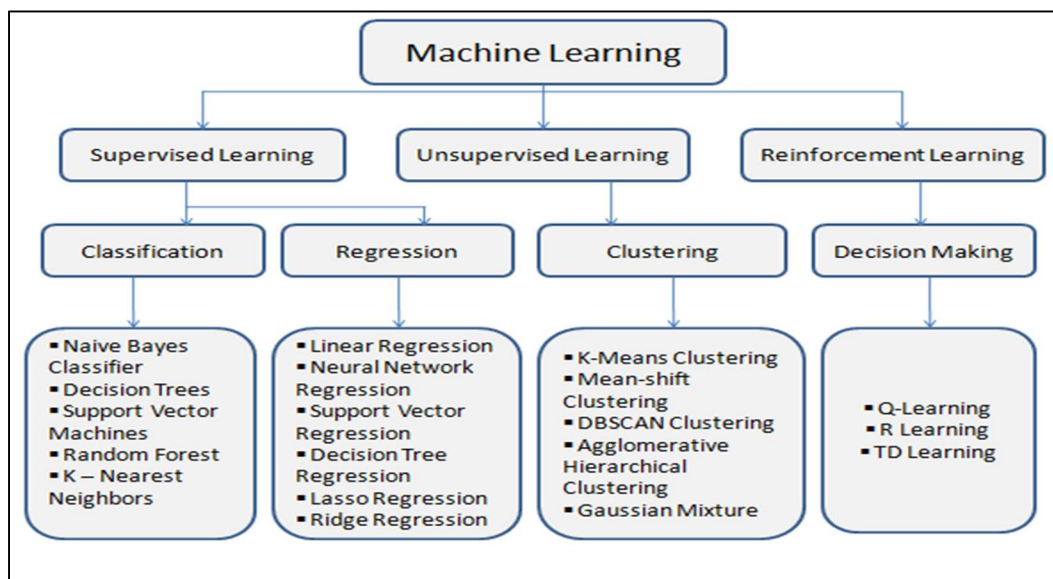 Machine Learning
Supervised Learning
Unsupervised Learning
Reinforcement Learning
Classification
Regression
Clustering
Decision Making
▪ Naive Bayes
Classifier
▪ Decision Trees
▪ Support Vector
Machines
▪ Random Forest
▪ K – Nearest
Neighbors
▪ Linear Regression
▪ Neural Network
Regression
▪ Support Vector
Regression
▪ Decision Tree
Regression
▪ Lasso Regression
▪ Ridge Regression
▪ K-Means Clustering
▪ Mean-shift
Clustering
▪ DBSCAN Clustering
▪ Agglomerative
Hierarchical
Clustering
▪ Gaussian Mixture
▪ Q-Learning
▪ R Learning
▪ TD Learning